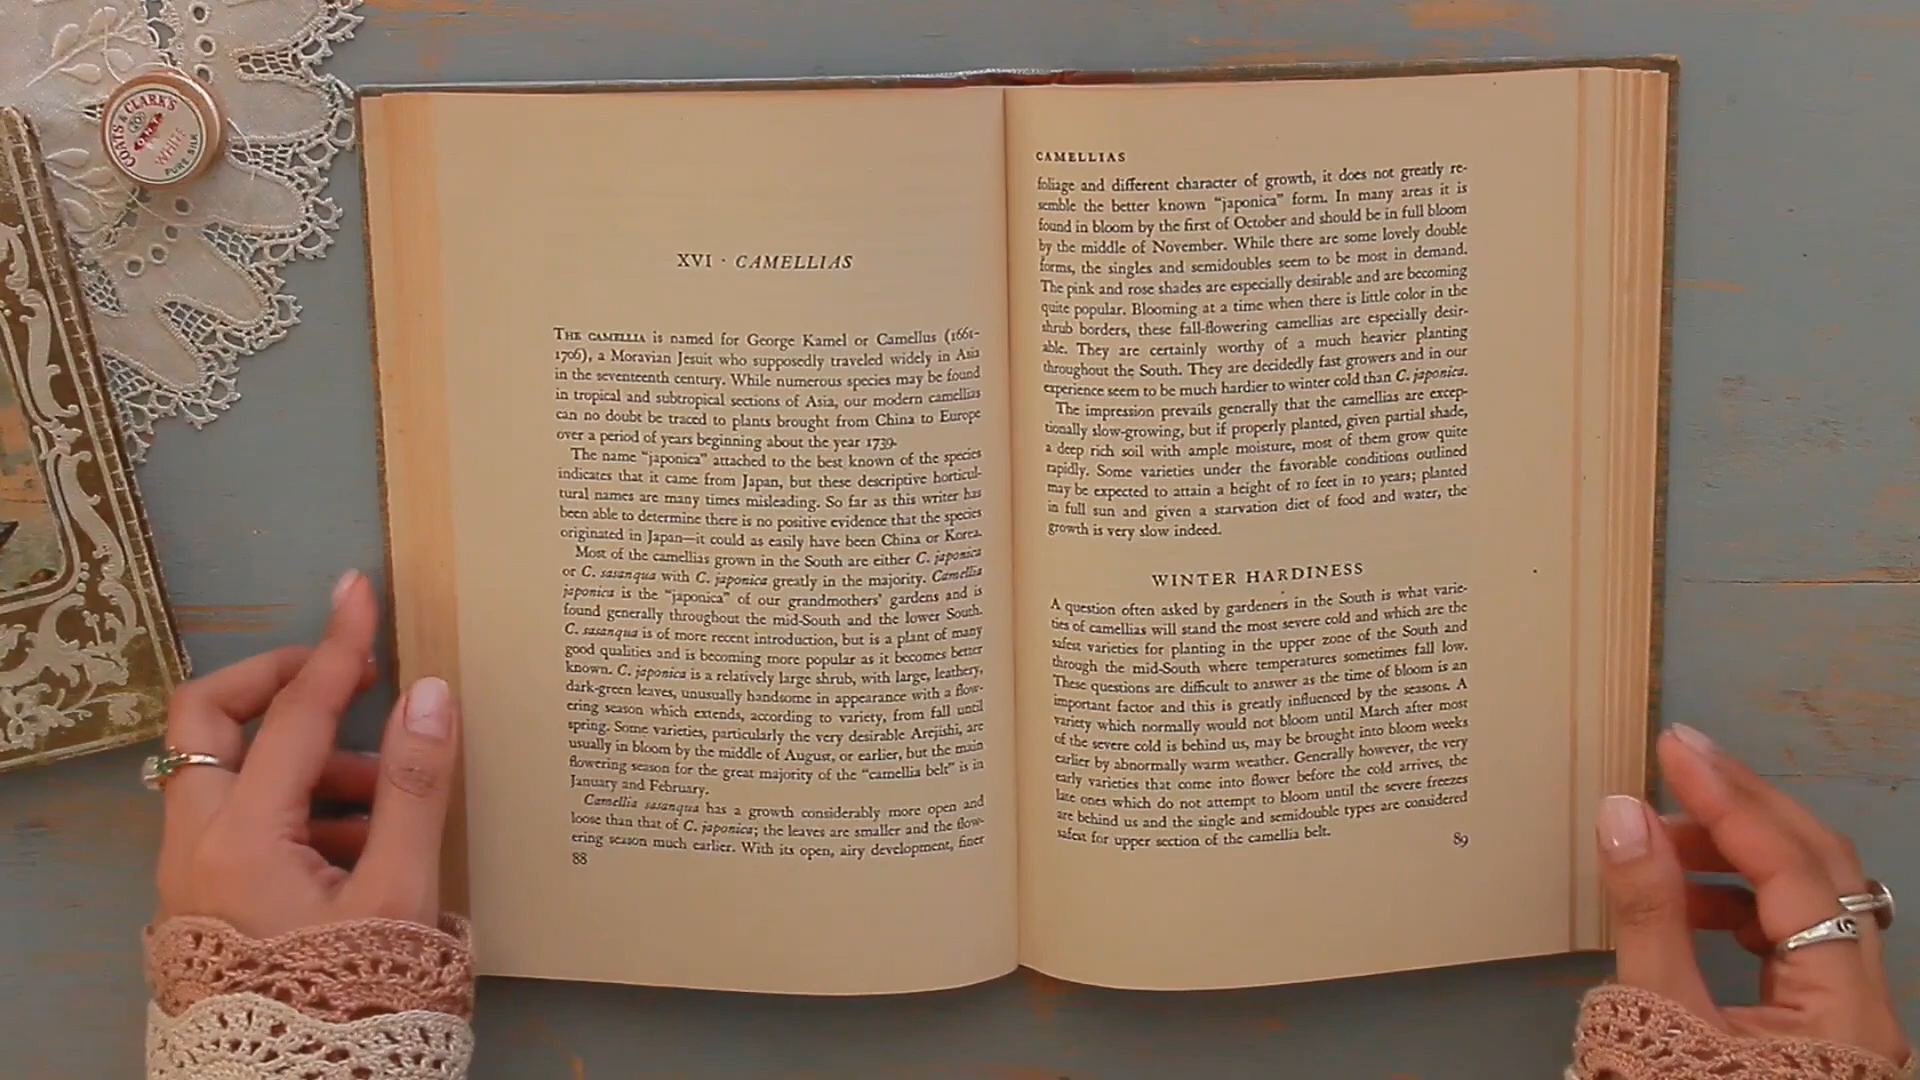 COATS & CLARK'S
O.N.T.
WHITE
PURE SILK
XVI · CAMELLIAS
THE CAMELLIA is named for George Kamel or Camellus (1661-
1706), a Moravian Jesuit who supposedly traveled widely in Asia
in the seventeenth century. While numerous species may be found
in tropical and subtropical sections of Asia, our modern camellias
can no doubt be traced to plants brought from China to Europe
over a period of years beginning about the year 1739.
The name “japonica” attached to the best known of the species
indicates that it came from Japan, but these descriptive horticul-
tural names are many times misleading. So far as this writer has
been able to determine there is no positive evidence that the species
originated in Japan—it could as easily have been China or Korea.
Most of the camellias grown in the South are either C. japonica
or C. sasanqua with C. japonica greatly in the majority. Camellia
japonica is the “japonica” of our grandmothers’ gardens and is
found generally throughout the mid-South and the lower South.
C. sasanqua is of more recent introduction, but is a plant of many
good qualities and is becoming more popular as it becomes better
known. C. japonica is a relatively large shrub, with large, leathery,
dark-green leaves, unusually handsome in appearance with a flow-
ering season which extends, according to variety, from fall until
spring. Some varieties, particularly the very desirable Arejishi, are
usually in bloom by the middle of August, or earlier, but the main
flowering season for the great majority of the “camellia belt” is in
January and February.
Camellia sasanqua has a growth considerably more open and
loose than that of C. japonica; the leaves are smaller and the flow-
ering season much earlier. With its open, airy development, finer
88
CAMELLIAS
foliage and different character of growth, it does not greatly re-
semble the better known “japonica” form. In many areas it is
found in bloom by the first of October and should be in full bloom
by the middle of November. While there are some lovely double
forms, the singles and semidoubles seem to be most in demand.
The pink and rose shades are especially desirable and are becoming
quite popular. Blooming at a time when there is little color in the
shrub borders, these fall-flowering camellias are especially desir-
able. They are certainly worthy of a much heavier planting
throughout the South. They are decidedly fast growers and in our
experience seem to be much hardier to winter cold than C. japonica.
The impression prevails generally that the camellias are excep-
tionally slow-growing, but if properly planted, given partial shade,
a deep rich soil with ample moisture, most of them grow quite
rapidly. Some varieties under the favorable conditions outlined
may be expected to attain a height of 10 feet in 10 years; planted
in full sun and given a starvation diet of food and water, the
growth is very slow indeed.
WINTER HARDINESS
A question often asked by gardeners in the South is what varie-
ties of camellias will stand the most severe cold and which are the
safest varieties for planting in the upper zone of the South and
through the mid-South where temperatures sometimes fall low.
These questions are difficult to answer as the time of bloom is an
important factor and this is greatly influenced by the seasons. A
variety which normally would not bloom until March after most
of the severe cold is behind us, may be brought into bloom weeks
earlier by abnormally warm weather. Generally however, the very
early varieties that come into flower before the cold arrives, the
late ones which do not attempt to bloom until the severe freezes
are behind us and the single and semidouble types are considered
safest for upper section of the camellia belt.
89